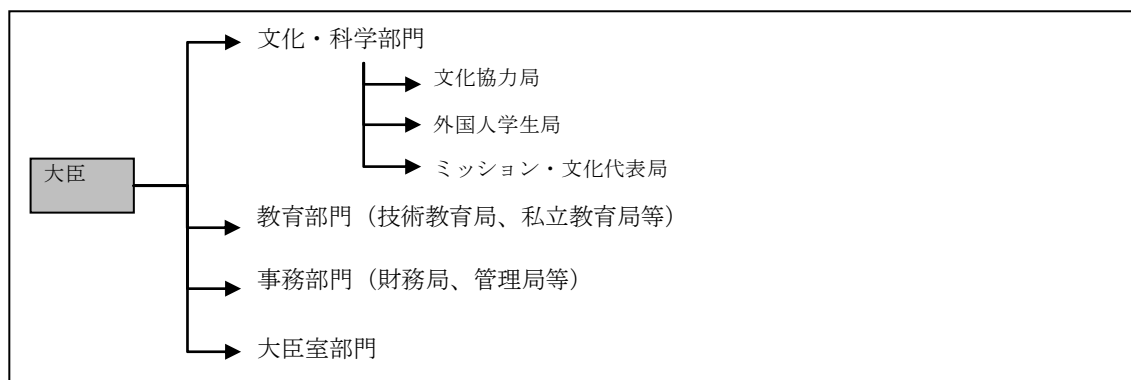 文化・科学部門
文化協力局
外国人学生局
ミッション・文化代表局
大臣
教育部門（技術教育局、私立教育局等）
事務部門（財務局、管理局等）
大臣室部門